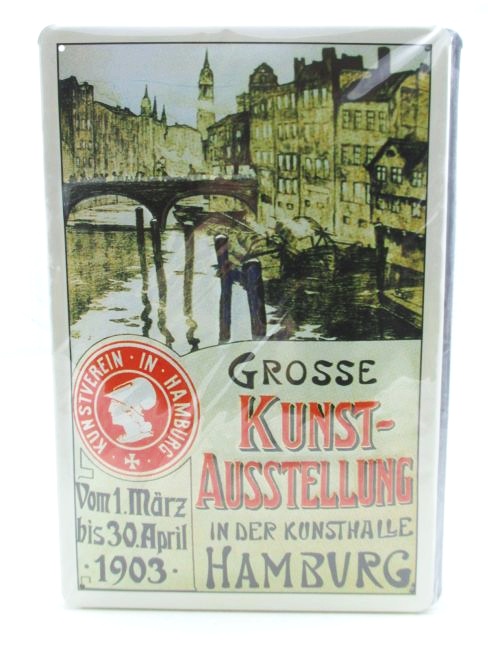 GROSSE
KUNST-
AUSSTELLUNG
IN DER KUNSTHALLE
HAMBURG
KUNSTVEREIN · IN · HAMBURG ·
Vom 1. März
bis 30. April
· 1903 ·